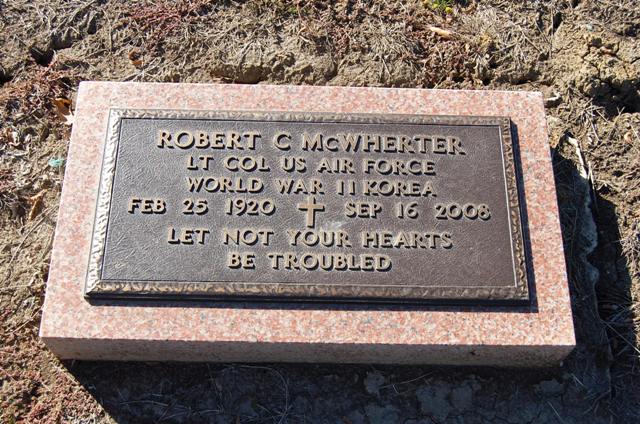 ROBERT C McWHERTER
LT COL US AIR FORCE
WORLD WAR II KOREA
FEB 25 1920 SEP 16 2008
LET NOT YOUR HEARTS
BE TROUBLED